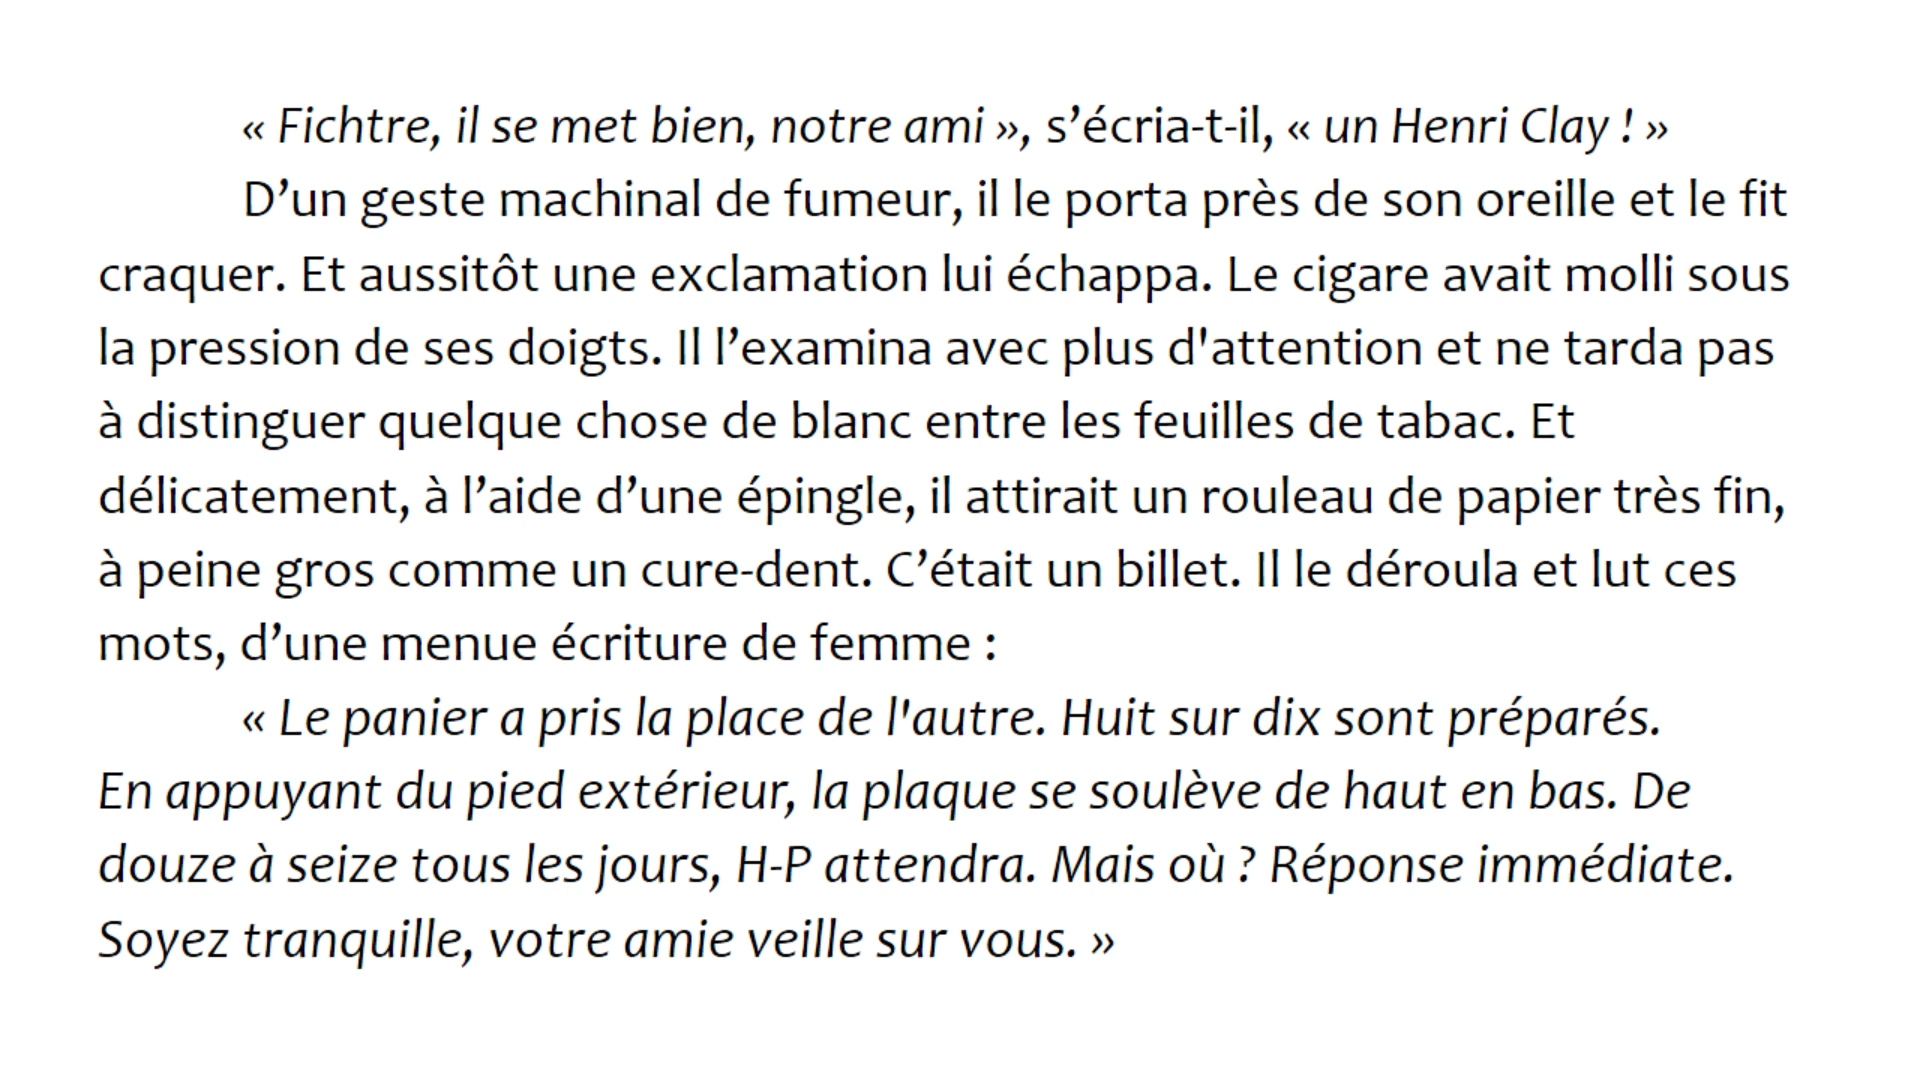 « Fichtre, il se met bien, notre ami », s’écria-t-il, « un Henri Clay ! »
D’un geste machinal de fumeur, il le porta près de son oreille et le fit
craquer. Et aussitôt une exclamation lui échappa. Le cigare avait molli sous
la pression de ses doigts. Il l’examina avec plus d'attention et ne tarda pas
à distinguer quelque chose de blanc entre les feuilles de tabac. Et
délicatement, à l’aide d’une épingle, il attirait un rouleau de papier très fin,
à peine gros comme un cure-dent. C’était un billet. Il le déroula et lut ces
mots, d’une menue écriture de femme :
« Le panier a pris la place de l'autre. Huit sur dix sont préparés.
En appuyant du pied extérieur, la plaque se soulève de haut en bas. De
douze à seize tous les jours, H-P attendra. Mais où ? Réponse immédiate.
Soyez tranquille, votre amie veille sur vous. »